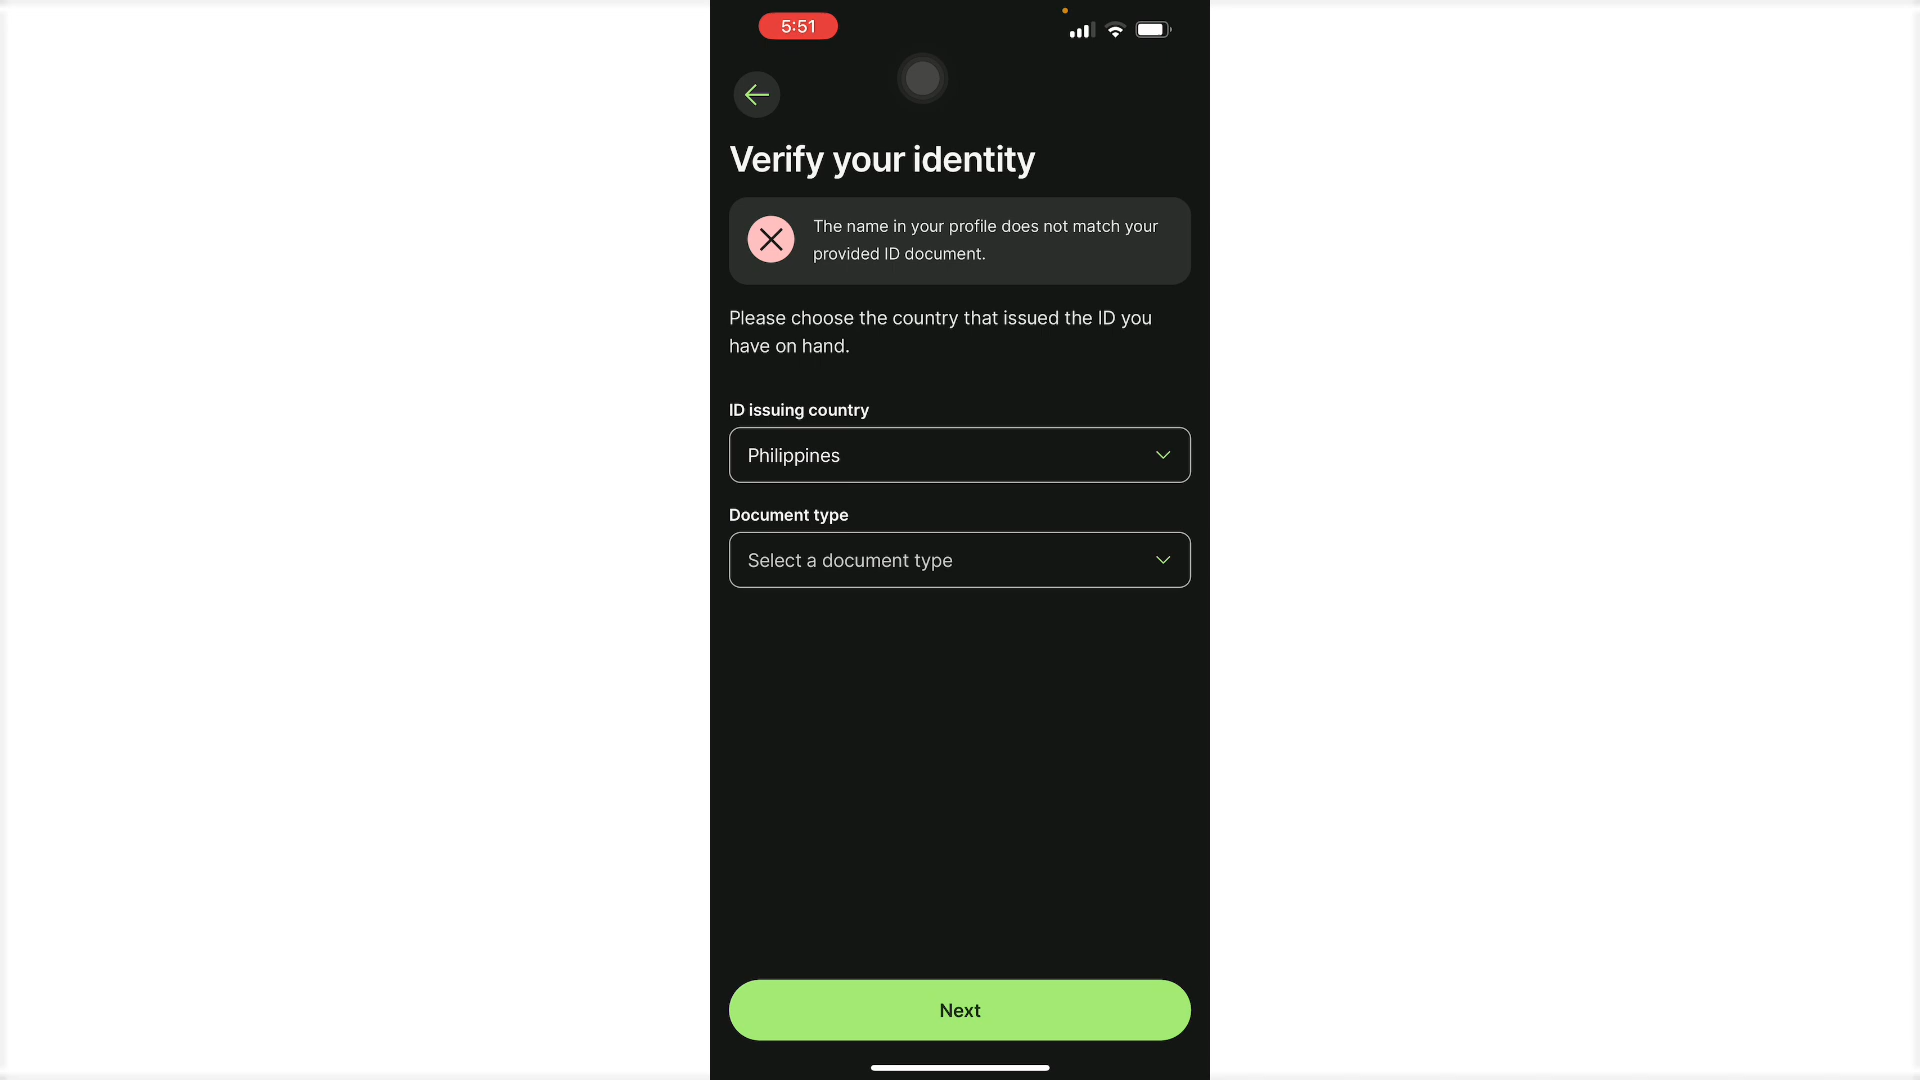 5:51
Verify your identity
The name in your profile does not match your
provided ID document.
Please choose the country that issued the ID you
have on hand.
ID issuing country
Philippines
Document type
Select a document type
Next